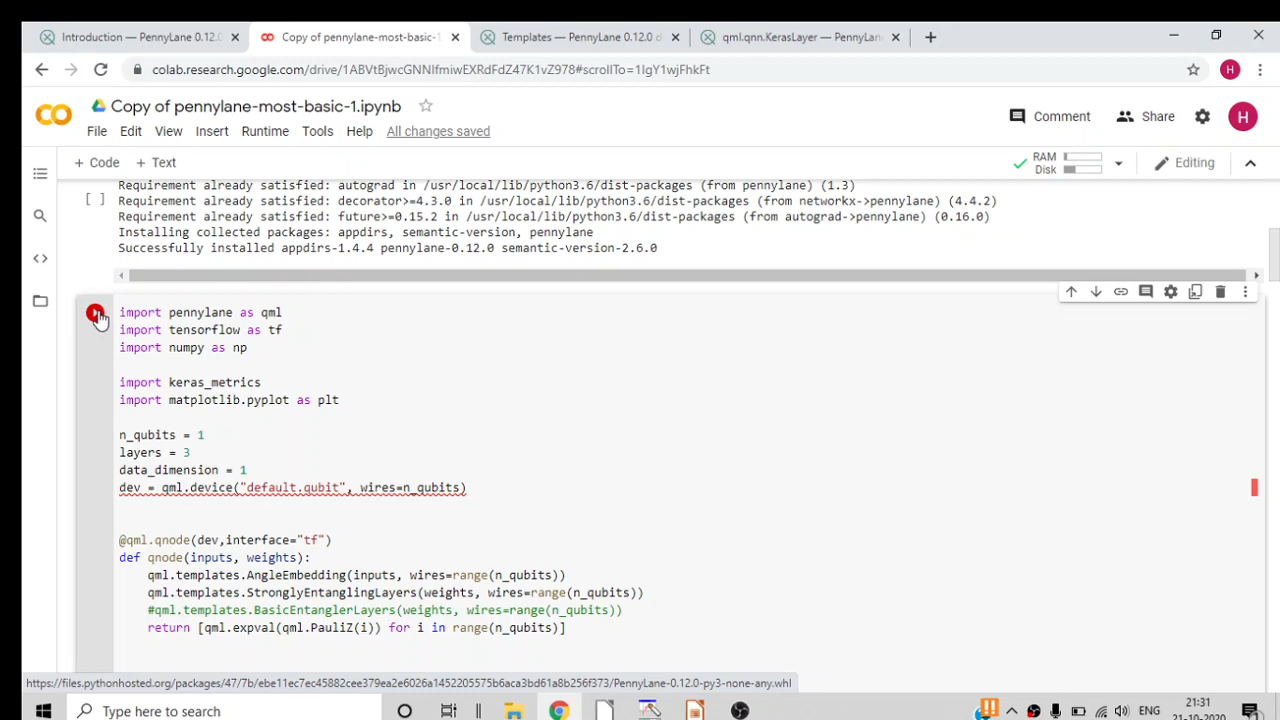 Introduction — PennyLane 0.12.0
Copy of pennylane-most-basic-1
Templates — PennyLane 0.12.0 d
qml.qnn.KerasLayer — PennyLane
colab.research.google.com/drive/1ABVtBjwcGNNIfmiwEXRdFdZ47K1vZ978#scrollTo=1IgY1wjFhkFt
H
Copy of pennylane-most-basic-1.ipynb
Comment
Share
H
File Edit View Insert Runtime Tools Help All changes saved
+ Code + Text
RAM
Disk
Editing
Requirement already satisfied: autograd in /usr/local/lib/python3.6/dist-packages (from pennylane) (1.3)
[ ] Requirement already satisfied: decorator>=4.3.0 in /usr/local/lib/python3.6/dist-packages (from networkx->pennylane) (4.4.2)
Requirement already satisfied: future>=0.15.2 in /usr/local/lib/python3.6/dist-packages (from autograd->pennylane) (0.16.0)
Installing collected packages: appdirs, semantic-version, pennylane
Successfully installed appdirs-1.4.4 pennylane-0.12.0 semantic-version-2.6.0
import pennylane as qml
import tensorflow as tf
import numpy as np
import keras_metrics
import matplotlib.pyplot as plt
n_qubits = 1
layers = 3
data_dimension = 1
dev = qml.device("default.qubit", wires=n_qubits)
@qml.qnode(dev,interface="tf")
def qnode(inputs, weights):
qml.templates.AngleEmbedding(inputs, wires=range(n_qubits))
qml.templates.StronglyEntanglingLayers(weights, wires=range(n_qubits))
#qml.templates.BasicEntanglerLayers(weights, wires=range(n_qubits))
return [qml.expval(qml.PauliZ(i)) for i in range(n_qubits)]
https://files.pythonhosted.org/packages/47/7b/ebe11ec7ec45882cee379ea2e6026a1452205575b6aca3bd61a8b256d373/PennyLane-0.12.0-py3-none-any.whl
Type here to search
ENG
21:31
21-10-2020